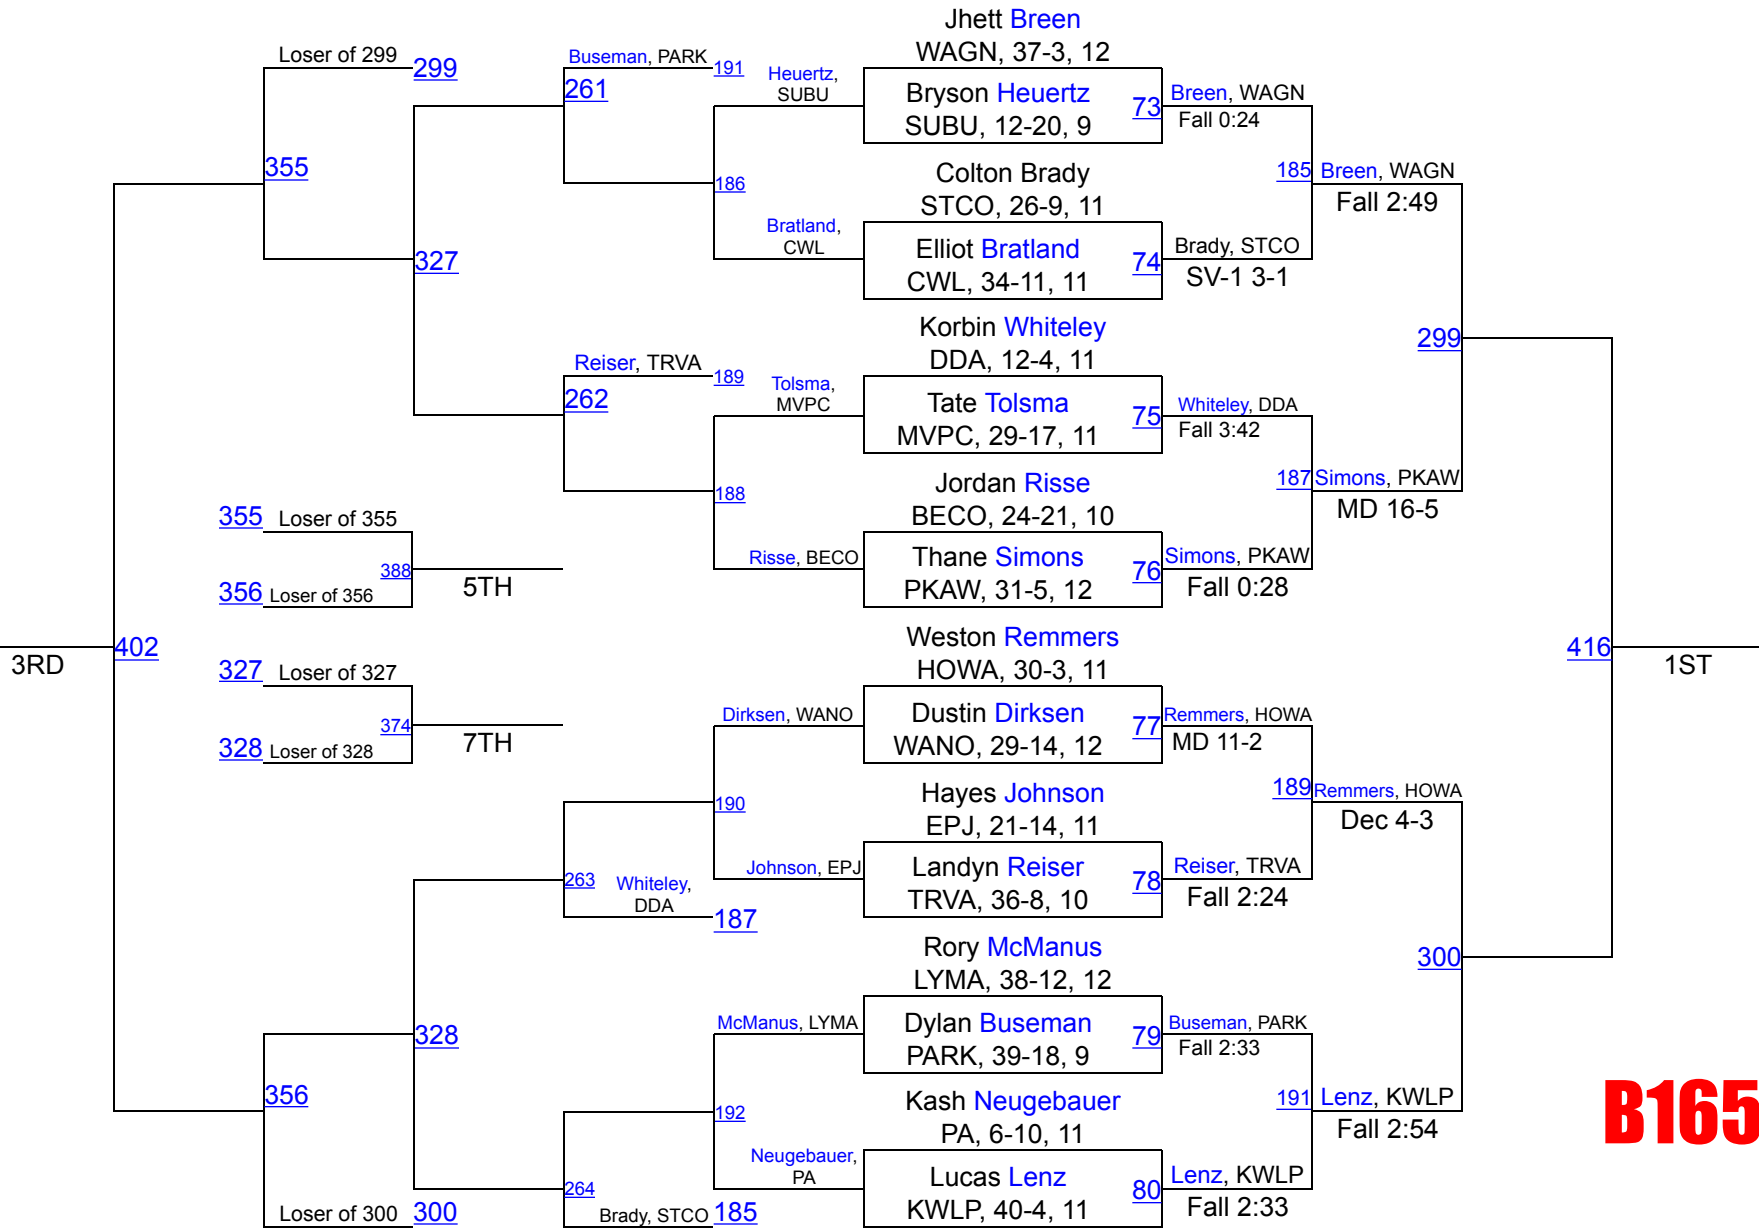 Loser of 299 299
355
327
Buseman, PARK 191
261
Heuertz,
SUBU
186
Bratland,
CWL
Reiser, TRVA 189
262
Tolsma,
MVPC
188
Risse, BECO
355 Loser of 355
388
356 Loser of 356
5TH
402
3RD
327 Loser of 327
374
328 Loser of 328
7TH
Dirksen, WANO
190
Johnson, EPJ
263
Whiteley,
DDA
187
328
McManus, LYMA
192
Neugebauer,
PA
264
Brady, STCO 185
356
Loser of 300 300
Jhett Breen
WAGN, 37-3, 12
Bryson Heuertz
SUBU, 12-20, 9
73
Breen, WAGN
Fall 0:24
Colton Brady
STCO, 26-9, 11
Elliot Bratland
CWL, 34-11, 11
74
Brady, STCO
SV-1 3-1
185 Breen, WAGN
Fall 2:49
Korbin Whiteley
DDA, 12-4, 11
Tate Tolsma
MVPC, 29-17, 11
75
Whiteley, DDA
Fall 3:42
Jordan Risse
BECO, 24-21, 10
Thane Simons
PKAW, 31-5, 12
76
Simons, PKAW
Fall 0:28
187 Simons, PKAW
MD 16-5
299
Weston Remmers
HOWA, 30-3, 11
Dustin Dirksen
WANO, 29-14, 12
77
Remmers, HOWA
MD 11-2
Hayes Johnson
EPJ, 21-14, 11
Landyn Reiser
TRVA, 36-8, 10
78
Reiser, TRVA
Fall 2:24
189 Remmers, HOWA
Dec 4-3
Rory McManus
LYMA, 38-12, 12
Dylan Buseman
PARK, 39-18, 9
79
Buseman, PARK
Fall 2:33
Kash Neugebauer
PA, 6-10, 11
Lucas Lenz
KWLP, 40-4, 11
80
Lenz, KWLP
Fall 2:33
191 Lenz, KWLP
Fall 2:54
300
416
1ST
B165